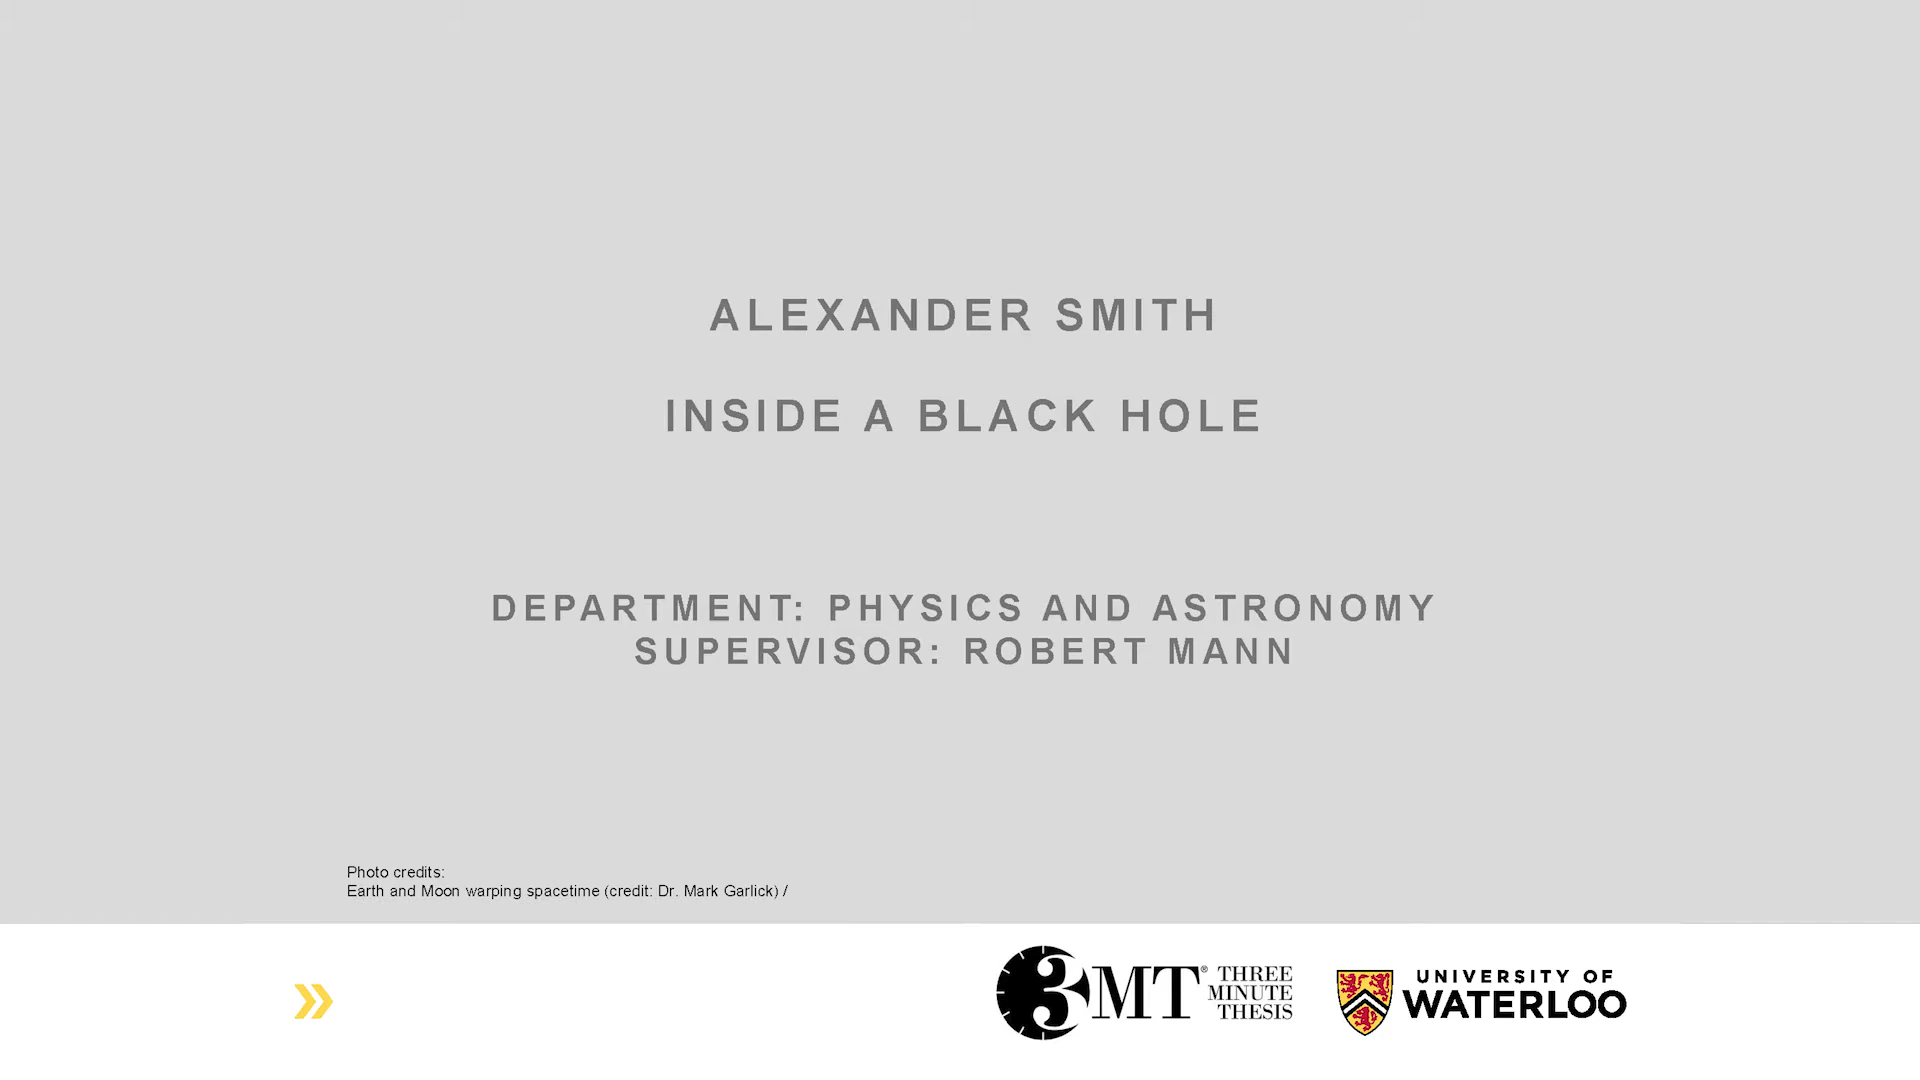 ALEXANDER SMITH
INSIDE A BLACK HOLE
DEPARTMENT: PHYSICS AND ASTRONOMY
SUPERVISOR: ROBERT MANN
Photo credits:
Earth and Moon warping spacetime (credit: Dr. Mark Garlick) /
3MT® THREE
MINUTE
THESIS
UNIVERSITY OF
WATERLOO